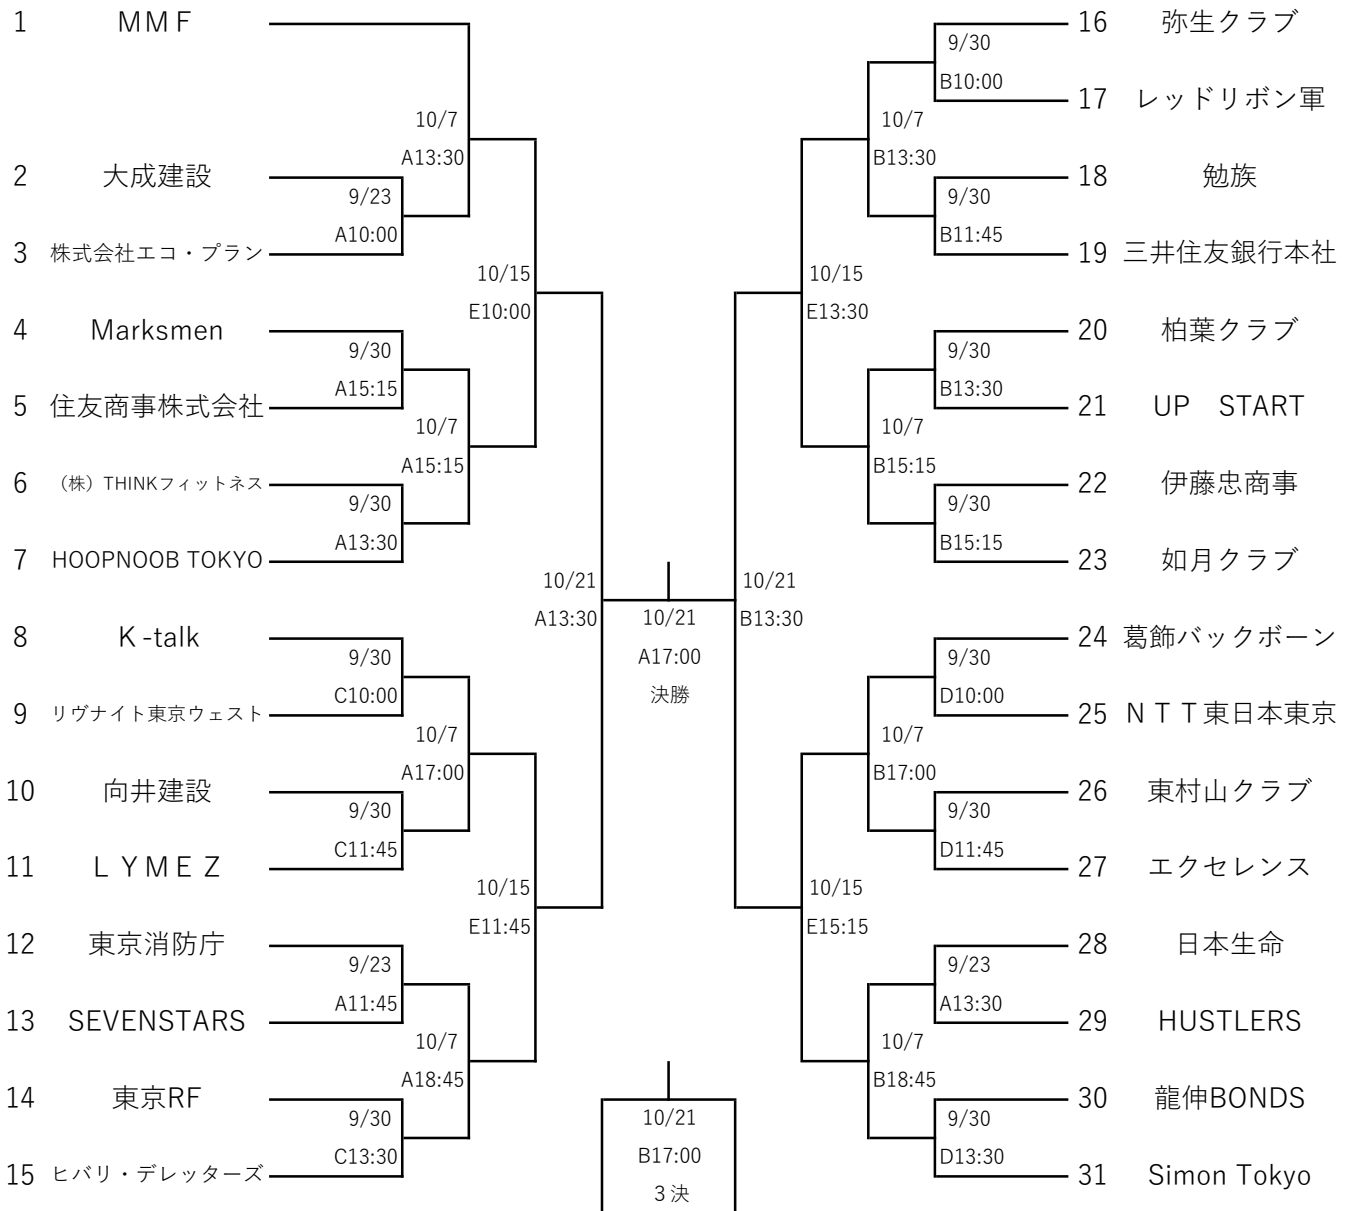 1 ＭＭＦ
10/7
A13:30
2 大成建設
9/23
A10:00
3 株式会社エコ・プラン
10/15
E10:00
4 Marksmen
9/30
A15:15
5 住友商事株式会社
10/7
A15:15
6 （株）THINKフィットネス
9/30
A13:30
7 HOOPNOOB TOKYO
10/21
A13:30
8 Ｋ-talk
9/30
C10:00
9 リヴナイト東京ウェスト
10/7
A17:00
10 向井建設
9/30
C11:45
11 ＬＹＭＥＺ
10/15
E11:45
12 東京消防庁
9/23
A11:45
13 SEVENSTARS
10/7
A18:45
14 東京RF
9/30
C13:30
15 ヒバリ・デレッターズ
10/21
A17:00
決勝
10/21
B17:00
３決
16 弥生クラブ
9/30
B10:00
17 レッドリボン軍
10/7
B13:30
18 勉族
9/30
B11:45
19 三井住友銀行本社
10/15
E13:30
20 柏葉クラブ
9/30
B13:30
21 UP　START
10/7
B15:15
22 伊藤忠商事
9/30
B15:15
23 如月クラブ
10/21
B13:30
24 葛飾バックボーン
9/30
D10:00
25 ＮＴＴ東日本東京
10/7
B17:00
26 東村山クラブ
9/30
D11:45
27 エクセレンス
10/15
E15:15
28 日本生命
9/23
A13:30
29 HUSTLERS
10/7
B18:45
30 龍伸BONDS
9/30
D13:30
31 Simon Tokyo